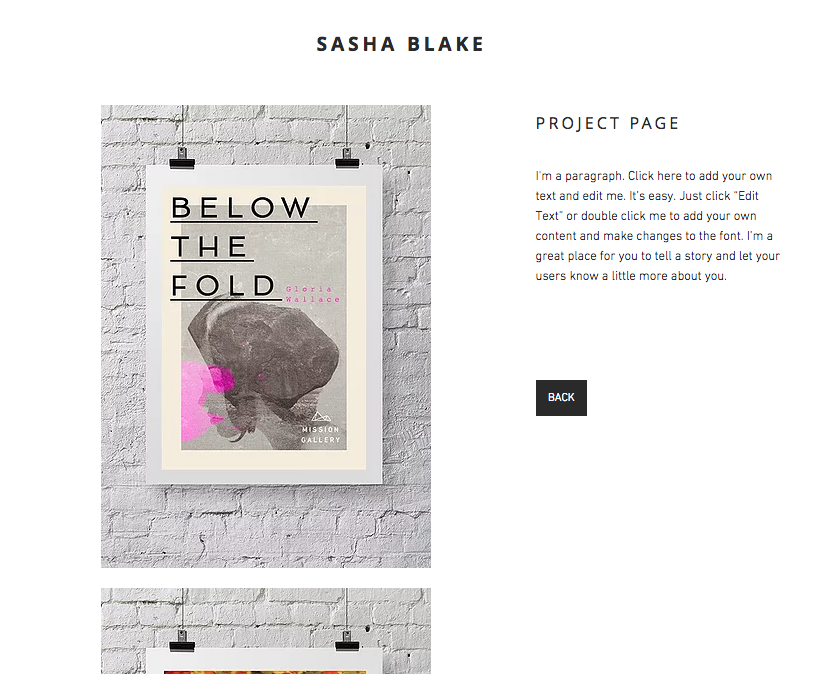 SASHA BLAKE
BELOW
THE
FOLD
Gloria
Wallace
MISSION
GALLERY
PROJECT PAGE
I'm a paragraph. Click here to add your own
text and edit me. It's easy. Just click "Edit
Text" or double click me to add your own
content and make changes to the font. I'm a
great place for you to tell a story and let your
users know a little more about you.
BACK